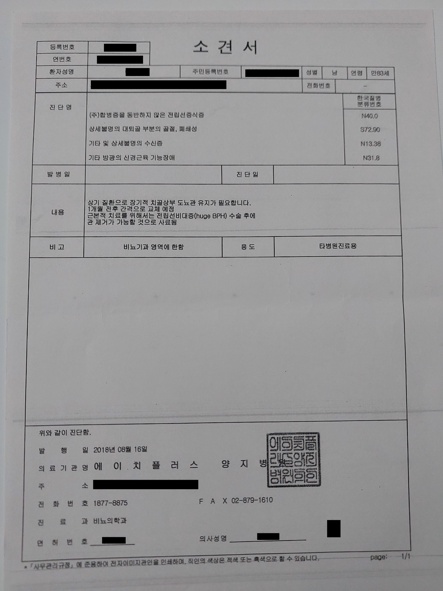 소 견 서
등록번호
연번호
환자성명 주민등록번호 성별 남 연령 만60세
주소 전화번호 -
진 단 명 한국질병 분류번호
(주)합병증을 동반하지 않은 전립선증식증 N40.0
상세불명의 대퇴골 부분의 골절, 폐쇄성 S72.90
기타 및 상세불명의 수신증 N13.38
기타 방광의 신경근육 기능장애 N31.8
발 병 일 진 단 일
내용
상기 질환으로 장기적 치골상부 도뇨관 유지가 필요합니다.
1개월 전후 간격으로 교체 예정
근본적 치료를 위해서는 전립선비대증(huge BPH) 수술 후에
관 제거가 가능할 것으로 사료됨
비 고 비뇨기과 영역에 한함 용 도 타병원진료용
위와 같이 진단함.
발 행 일 2018년 08월 16일
의 료 기 관 명 에 이 치 플 러 스 양 지 병
주 소
전 화 번 호 1877-8875 F A X 02-879-1610
진 료 과 비뇨의학과
면 허 번 호 의사성명
*「사무관리규정」에 준용하여 전자이미지관인을 인쇄하며, 직인의 색상은 적색 또는 흑색으로 할 수 있습니다. page: 1/1